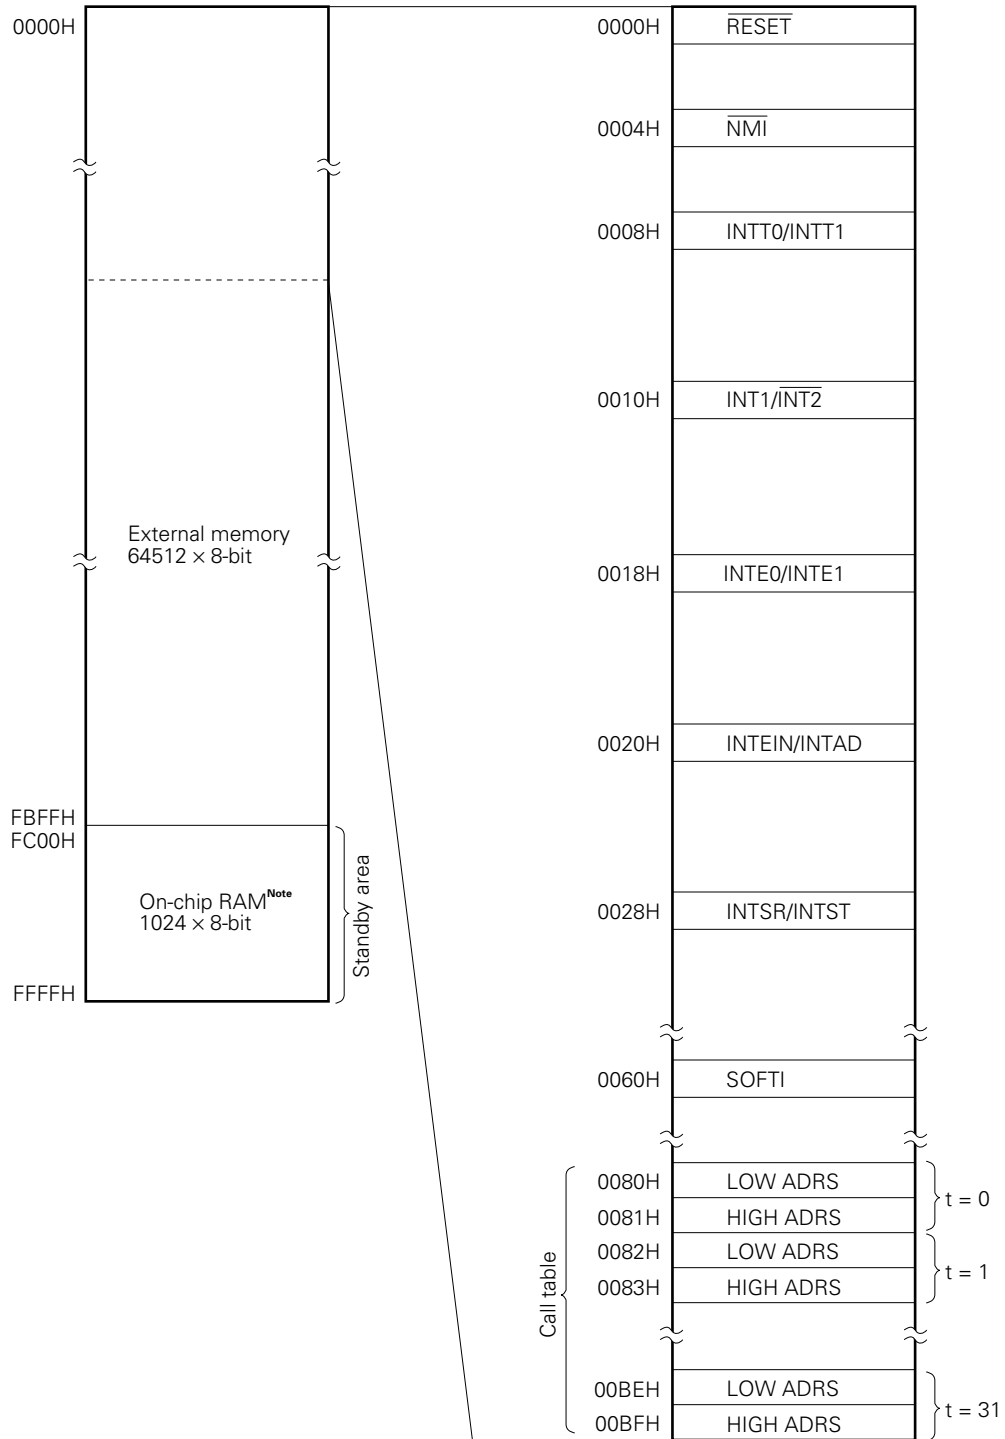 0000H
External memory
64512 × 8-bit
FBFFH
FC00H
On-chip RAM Note
1024 × 8-bit
FFFFH
Standby area
0000H RESET
0004H NMI
0008H INTT0/INTT1
0010H INT1/INT2
0018H INTE0/INTE1
0020H INTEIN/INTAD
0028H INTSR/INTST
0060H SOFTI
Call table
0080H LOW ADRS
0081H HIGH ADRS
t = 0
0082H LOW ADRS
0083H HIGH ADRS
t = 1
00BEH LOW ADRS
00BFH HIGH ADRS
t = 31